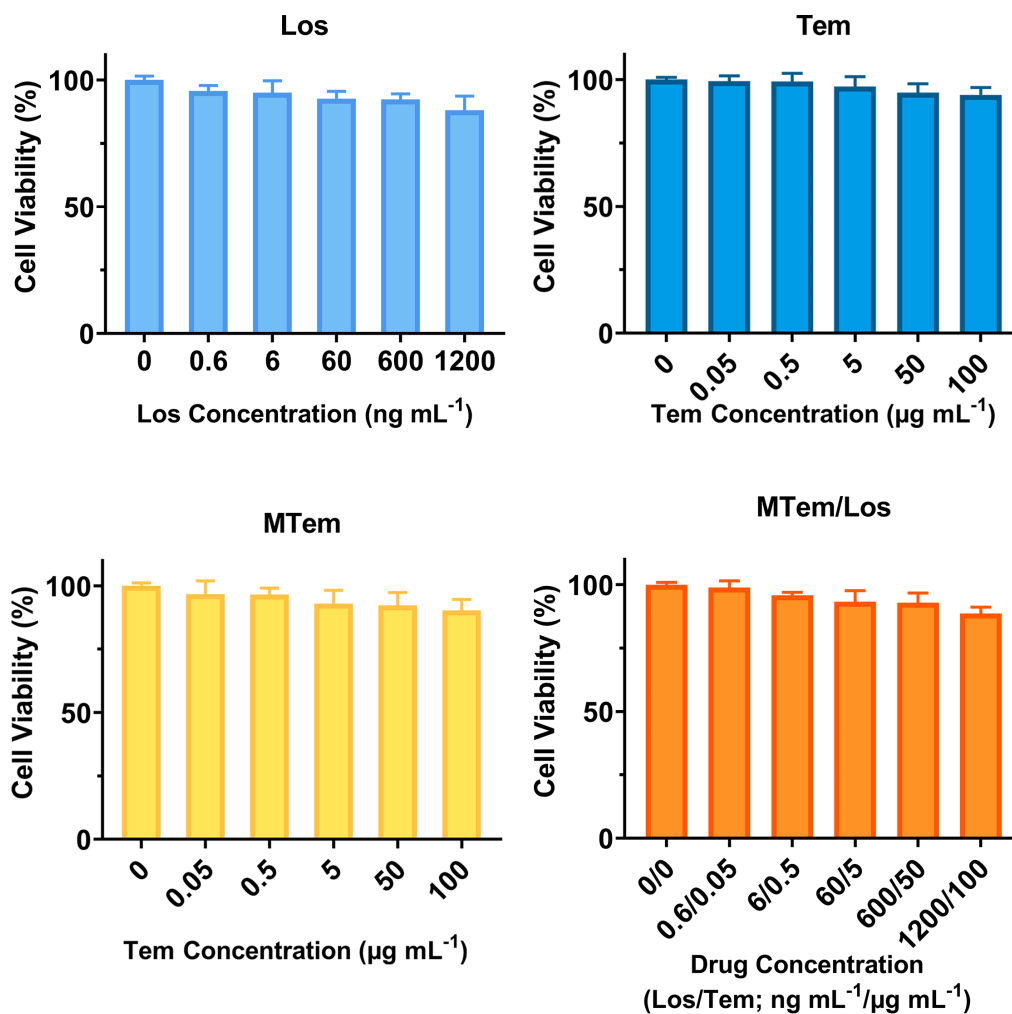 Los
Cell Viability (%)
100
50
0
0 0.6 6 60 600 1200
Los Concentration (ng mL⁻¹)
Tem
Cell Viability (%)
100
50
0
0 0.05 0.5 5 50 100
Tem Concentration (µg mL⁻¹)
MTem
Cell Viability (%)
100
50
0
0 0.05 0.5 5 50 100
Tem Concentration (µg mL⁻¹)
MTem/Los
Cell Viability (%)
100
50
0
0/0 0.6/0.05 6/0.5 60/5 600/50 1200/100
Drug Concentration
(Los/Tem; ng mL⁻¹/µg mL⁻¹)